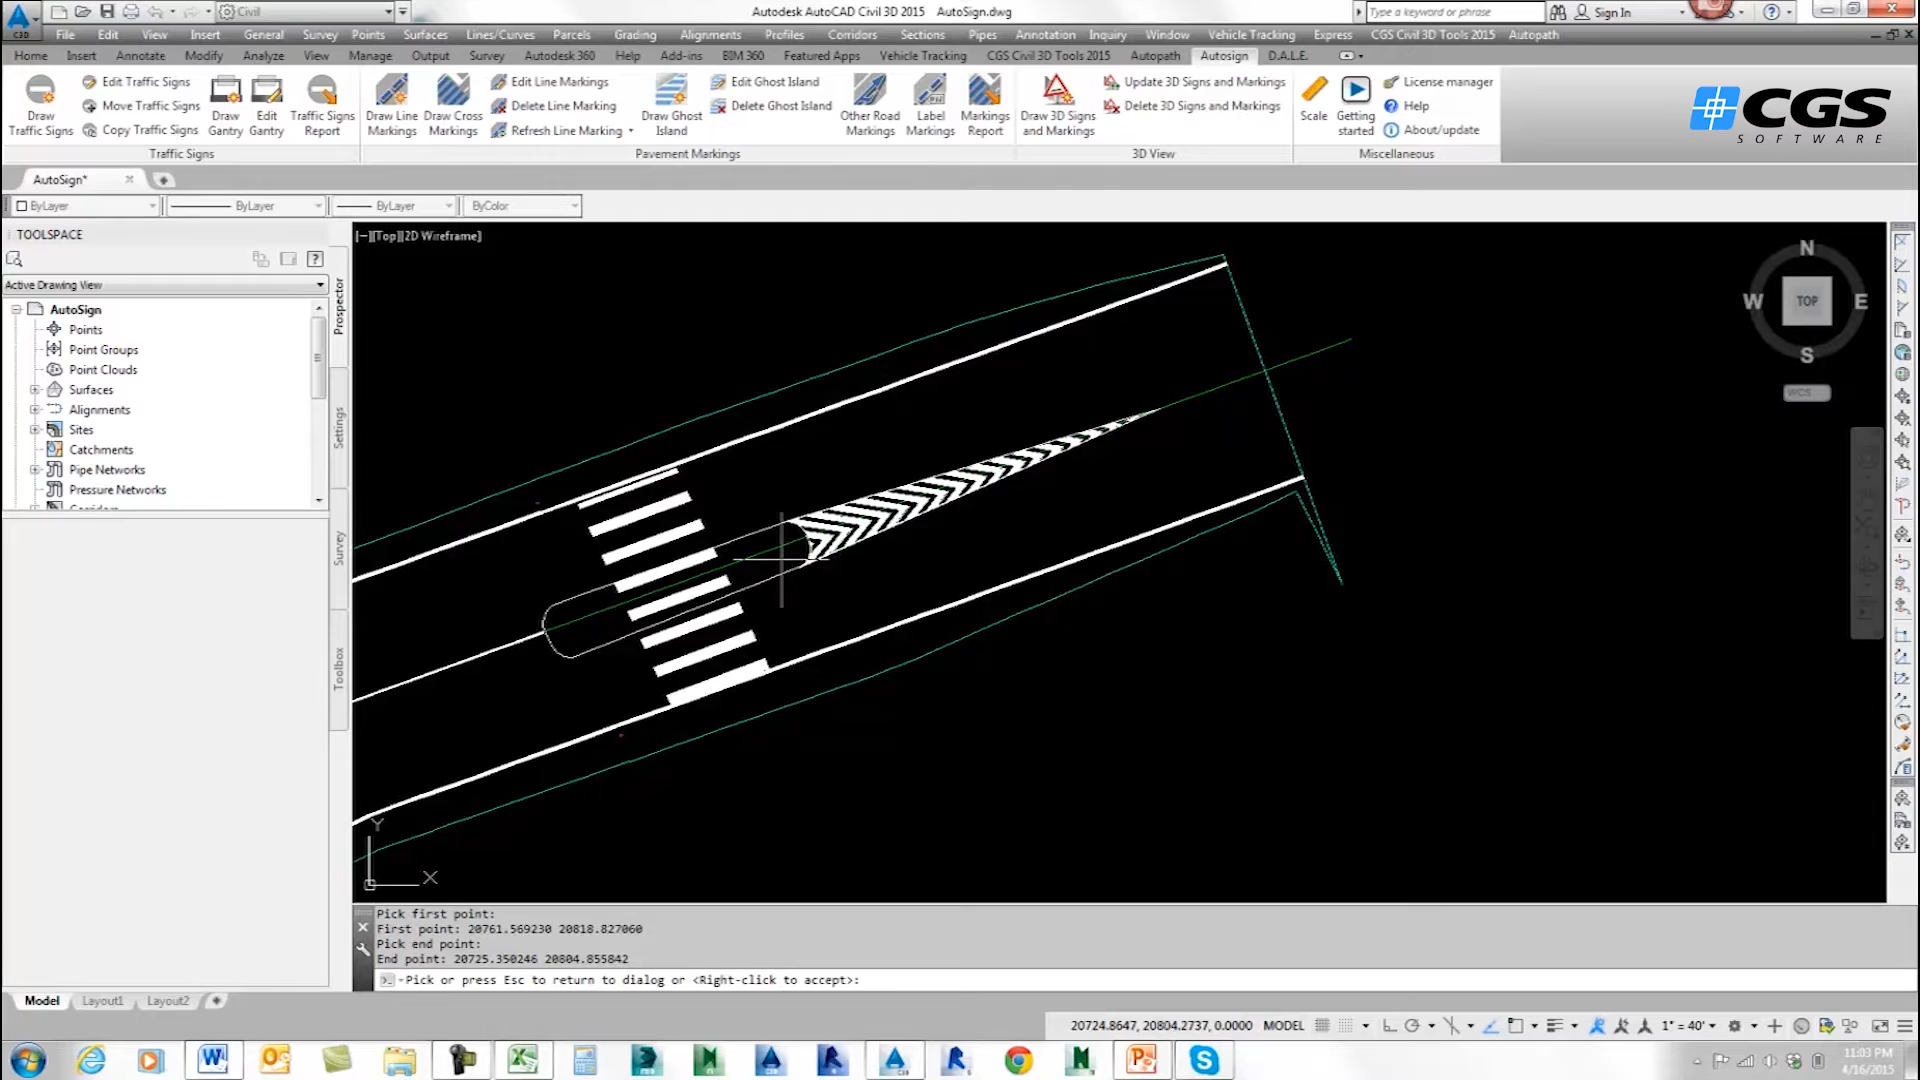 Civil
Autodesk AutoCAD Civil 3D 2015 AutoSign.dwg
Type a keyword or phrase
Sign In
C3D
File Edit View Insert General Survey Points Surfaces Lines/Curves Parcels Grading Alignments Profiles Corridors Sections Pipes Annotation Inquiry Window Vehicle Tracking Express CGS Civil 3D Tools 2015 Autopath
Home Insert Annotate Modify Analyze View Manage Output Survey Autodesk 360 Help Add-ins BIM 360 Featured Apps Vehicle Tracking CGS Civil 3D Tools 2015 Autopath Autosign D.A.L.E.
Draw
Traffic Signs
Edit Traffic Signs
Move Traffic Signs
Copy Traffic Signs
Draw
Gantry
Edit
Gantry
Traffic Signs
Report
Traffic Signs
Draw Line
Markings
Draw Cross
Markings
Edit Line Markings
Delete Line Marking
Refresh Line Marking
Draw Ghost
Island
Edit Ghost Island
Delete Ghost Island
Other Road
Markings
Label
Markings
Markings
Report
Pavement Markings
Draw 3D Signs
and Markings
Update 3D Signs and Markings
Delete 3D Signs and Markings
3D View
Scale
Getting
started
License manager
Help
About/update
Miscellaneous
CGS
SOFTWARE
AutoSign*
ByLayer ByLayer ByLayer ByColor
TOOLSPACE
Active Drawing View
AutoSign
Points
Point Groups
Point Clouds
Surfaces
Alignments
Sites
Catchments
Pipe Networks
Pressure Networks
Corridors
Prospector
Settings
Survey
Toolbox
[−][Top][2D Wireframe]
N
W TOP E
S
WCS
Y
X
Pick first point:
First point: 20761.569230 20818.827060
Pick end point:
End point: 20725.350246 20804.855842
-Pick or press Esc to return to dialog or <Right-click to accept>:
Model Layout1 Layout2
20724.8647, 20804.2737, 0.0000 MODEL
1" = 40'
11:03 PM
4/16/2015